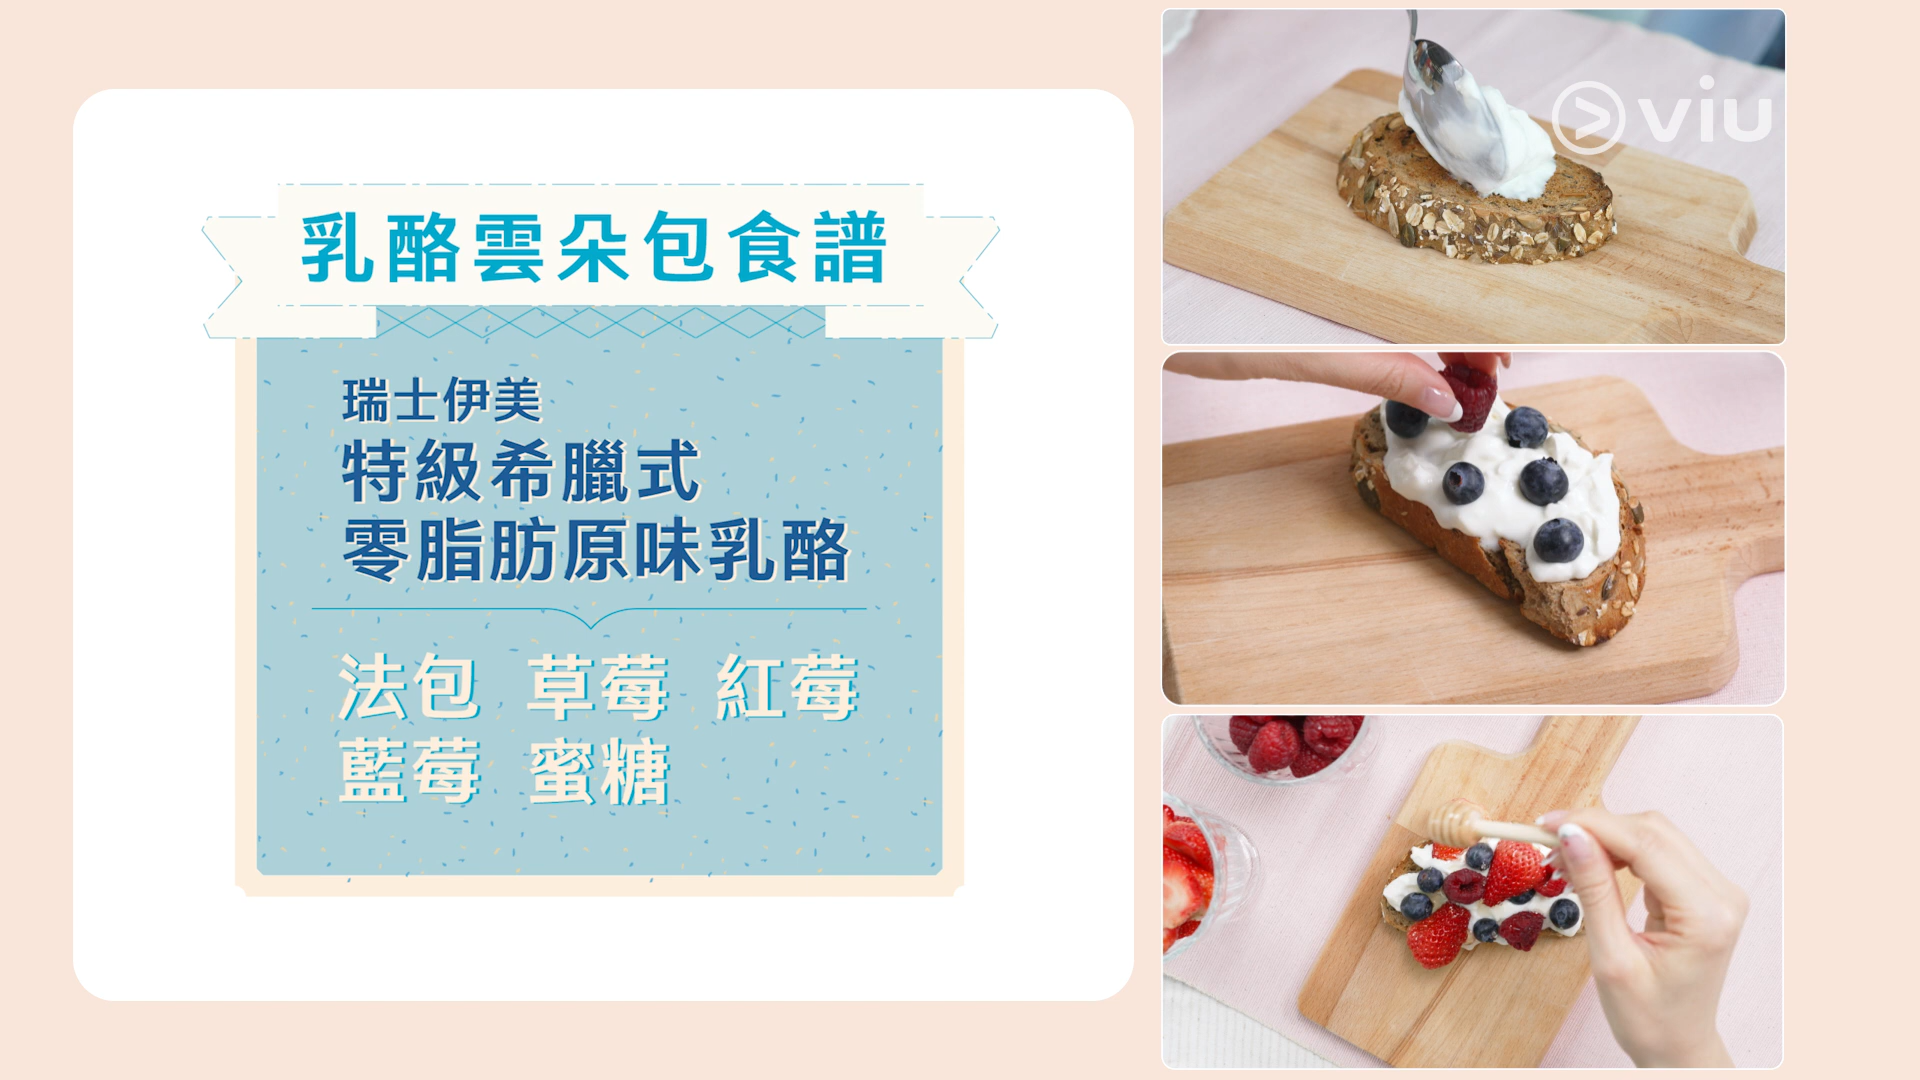 乳酪雲朵包食譜
瑞士伊美
特級希臘式
零脂肪原味乳酪
法包 草莓 紅莓
藍莓 蜜糖
viu